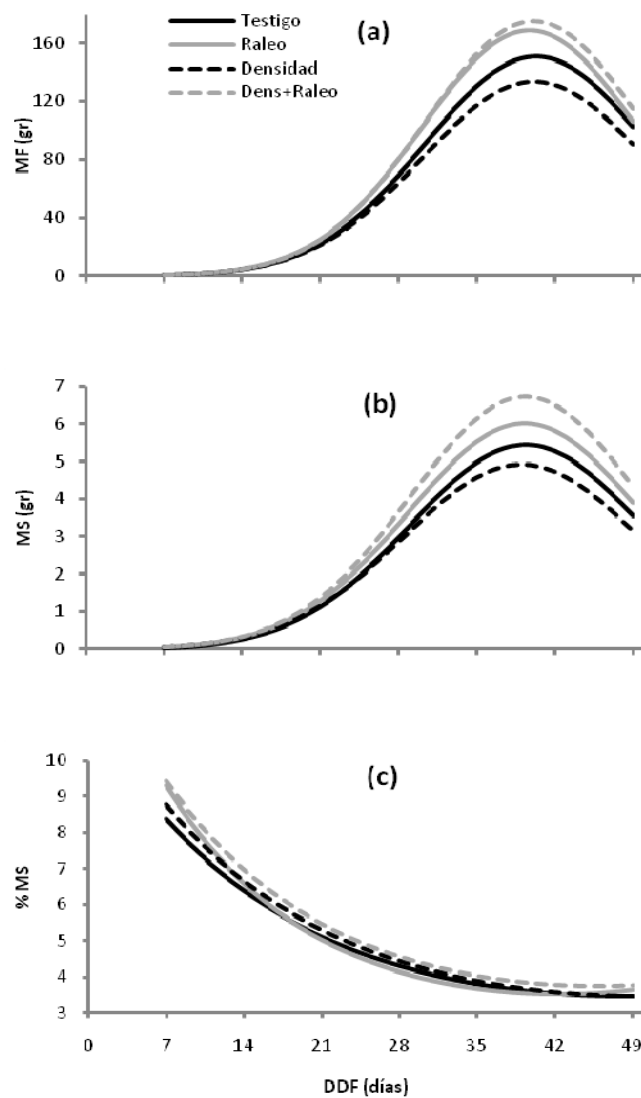 Testigo
Raleo
Densidad
Dens+Raleo
(a)
MF (gr)
160
120
80
40
0
(b)
MS (gr)
7
6
5
4
3
2
1
0
(c)
% MS
10
9
8
7
6
5
4
3
0 7 14 21 28 35 42 49
DDF (días)